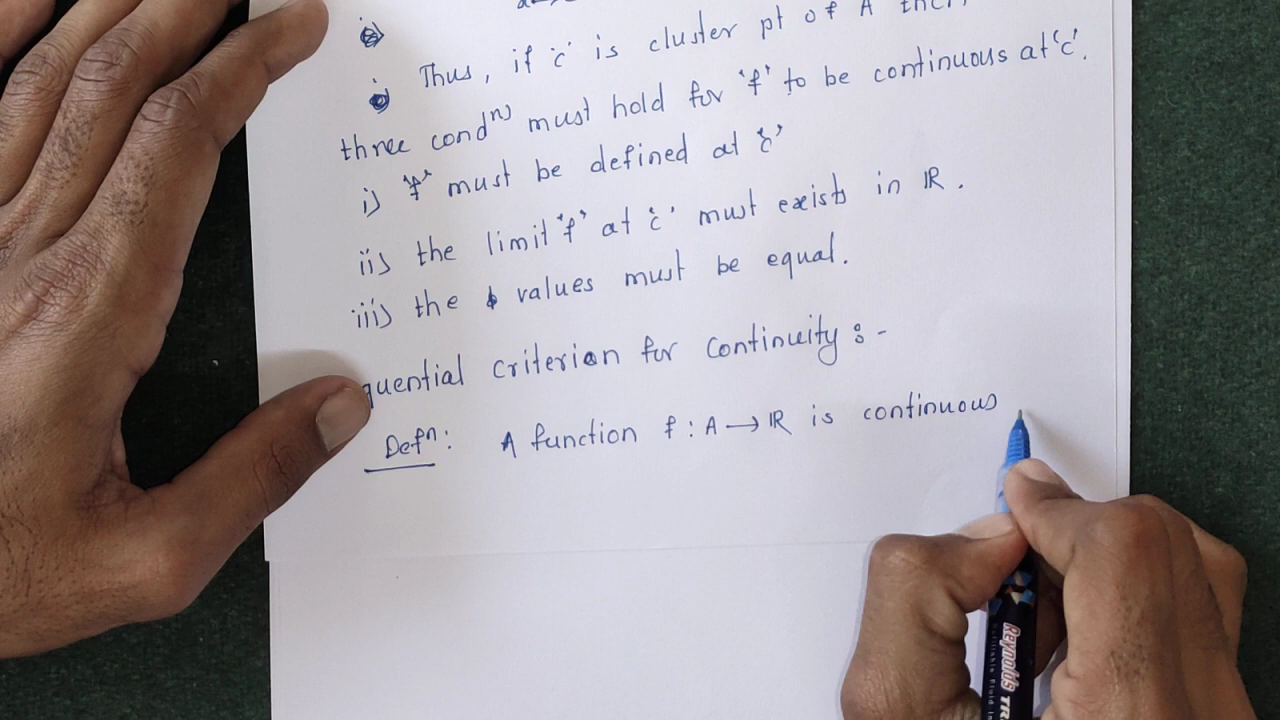 Thus, if 'c' is cluster pt of A then
three condⁿ⁾ must hold for 'f' to be continuous at 'c'.
i) 'f' must be defined at 'c'
ii) the limit 'f' at 'c' must exists in ℝ.
iii) the values must be equal.
quential criterion for continuity :-
Defⁿ: A function f : A → ℝ is continuous
Reynolds